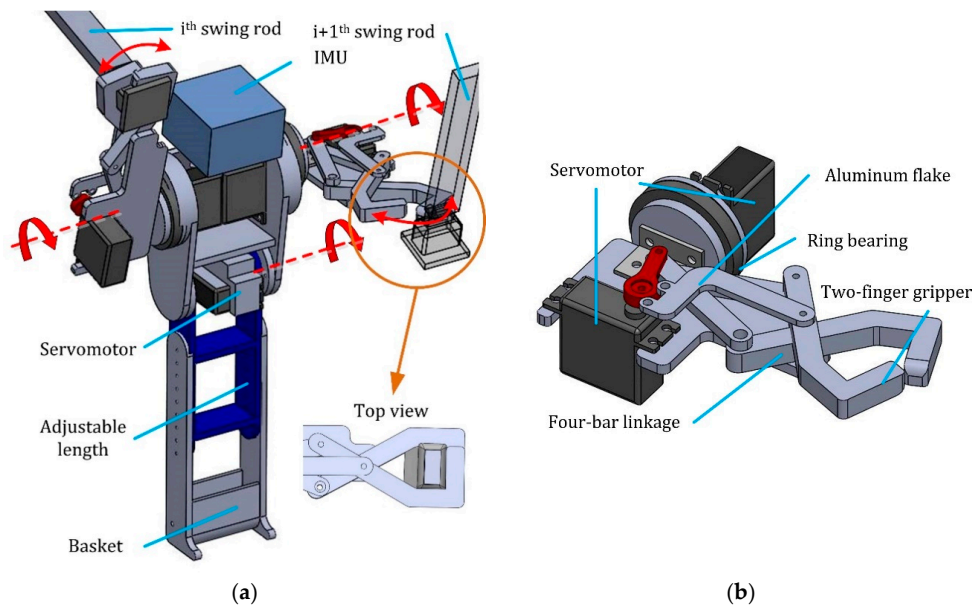 iᵗʰ swing rod
i+1ᵗʰ swing rod
IMU
Servomotor
Adjustable
length
Top view
Basket
(a)
Servomotor
Aluminum flake
Ring bearing
Two-finger gripper
Four-bar linkage
(b)